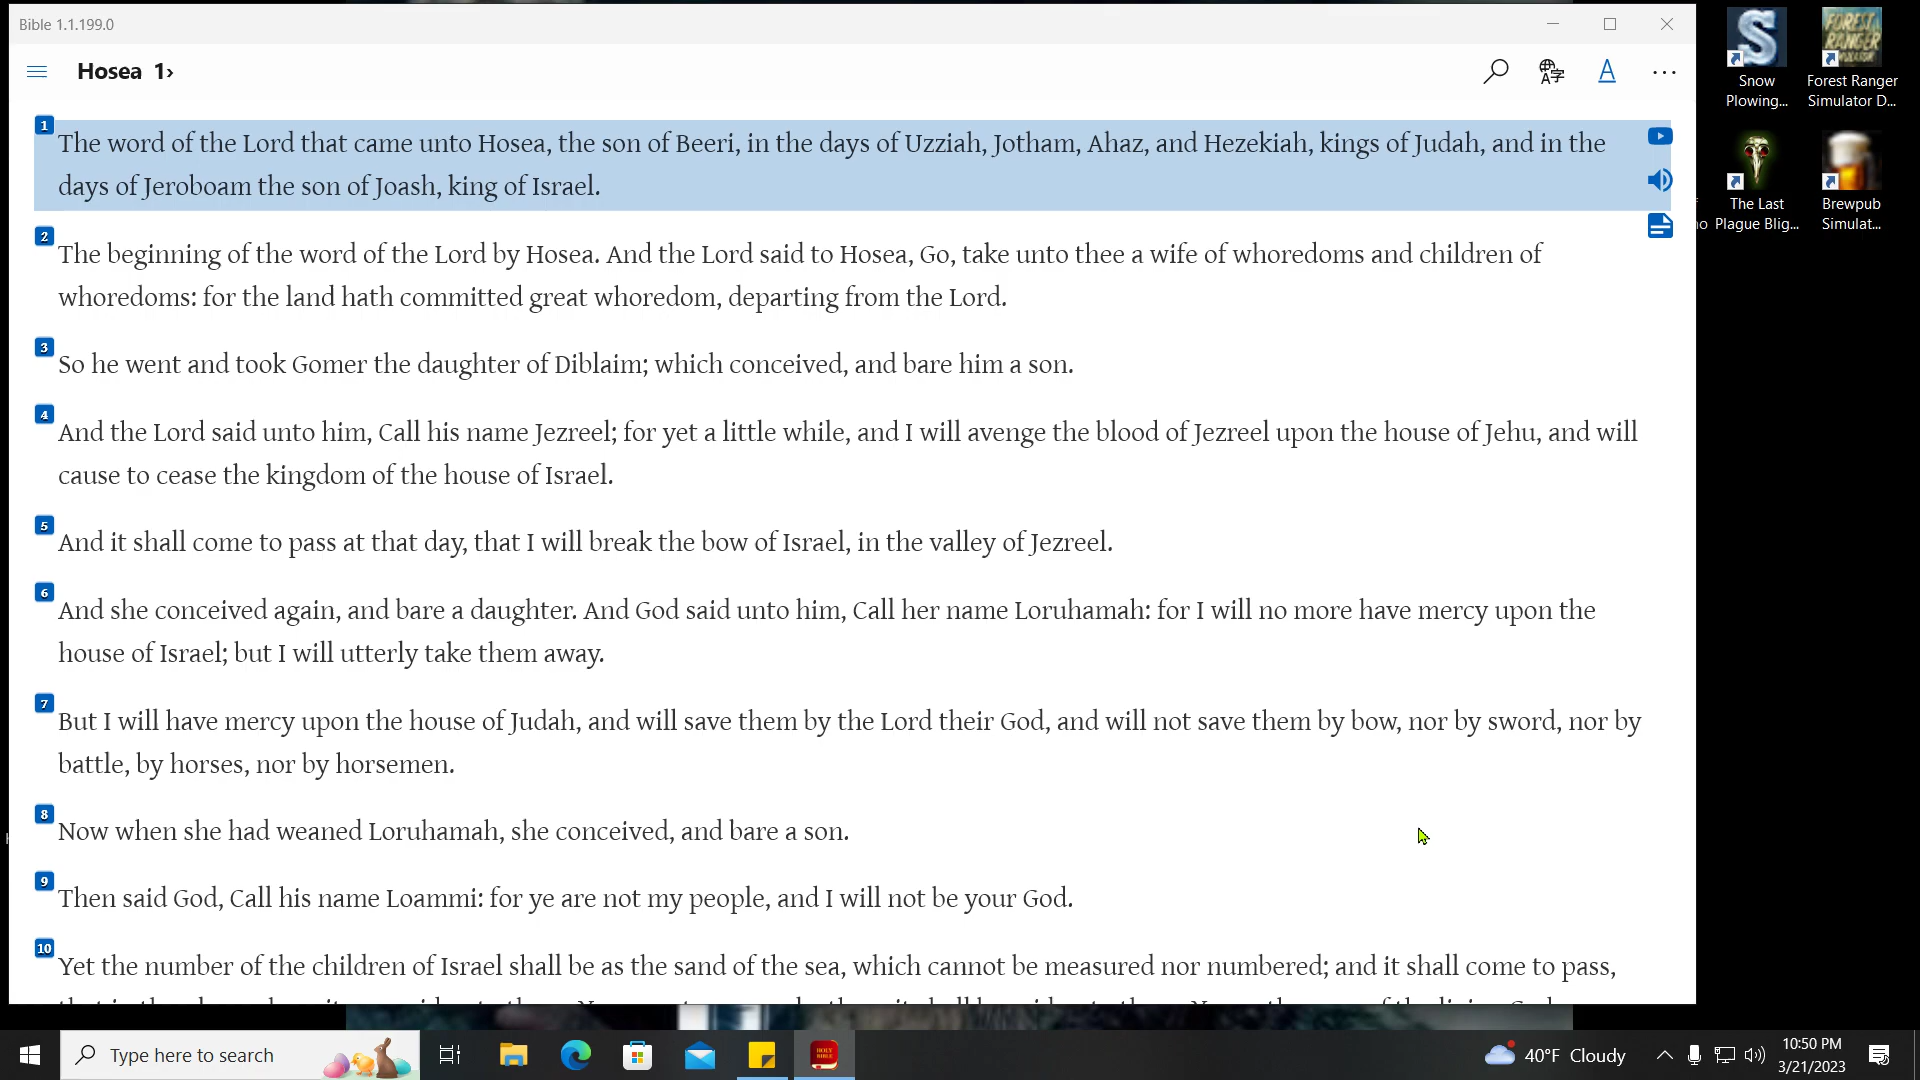 Bible 1.1.199.0
Hosea 1›
1
The word of the Lord that came unto Hosea, the son of Beeri, in the days of Uzziah, Jotham, Ahaz, and Hezekiah, kings of Judah, and in the
days of Jeroboam the son of Joash, king of Israel.
2
The beginning of the word of the Lord by Hosea. And the Lord said to Hosea, Go, take unto thee a wife of whoredoms and children of
whoredoms: for the land hath committed great whoredom, departing from the Lord.
3
So he went and took Gomer the daughter of Diblaim; which conceived, and bare him a son.
4
And the Lord said unto him, Call his name Jezreel; for yet a little while, and I will avenge the blood of Jezreel upon the house of Jehu, and will
cause to cease the kingdom of the house of Israel.
5
And it shall come to pass at that day, that I will break the bow of Israel, in the valley of Jezreel.
6
And she conceived again, and bare a daughter. And God said unto him, Call her name Loruhamah: for I will no more have mercy upon the
house of Israel; but I will utterly take them away.
7
But I will have mercy upon the house of Judah, and will save them by the Lord their God, and will not save them by bow, nor by sword, nor by
battle, by horses, nor by horsemen.
8
Now when she had weaned Loruhamah, she conceived, and bare a son.
9
Then said God, Call his name Loammi: for ye are not my people, and I will not be your God.
10
Yet the number of the children of Israel shall be as the sand of the sea, which cannot be measured nor numbered; and it shall come to pass,
Snow
Plowing...
Forest Ranger
Simulator D...
FOREST
RANGER
The Last
Plague Blig...
Brewpub
Simulat...
Type here to search
HOLY
BIBLE
40°F Cloudy
10:50 PM
3/21/2023